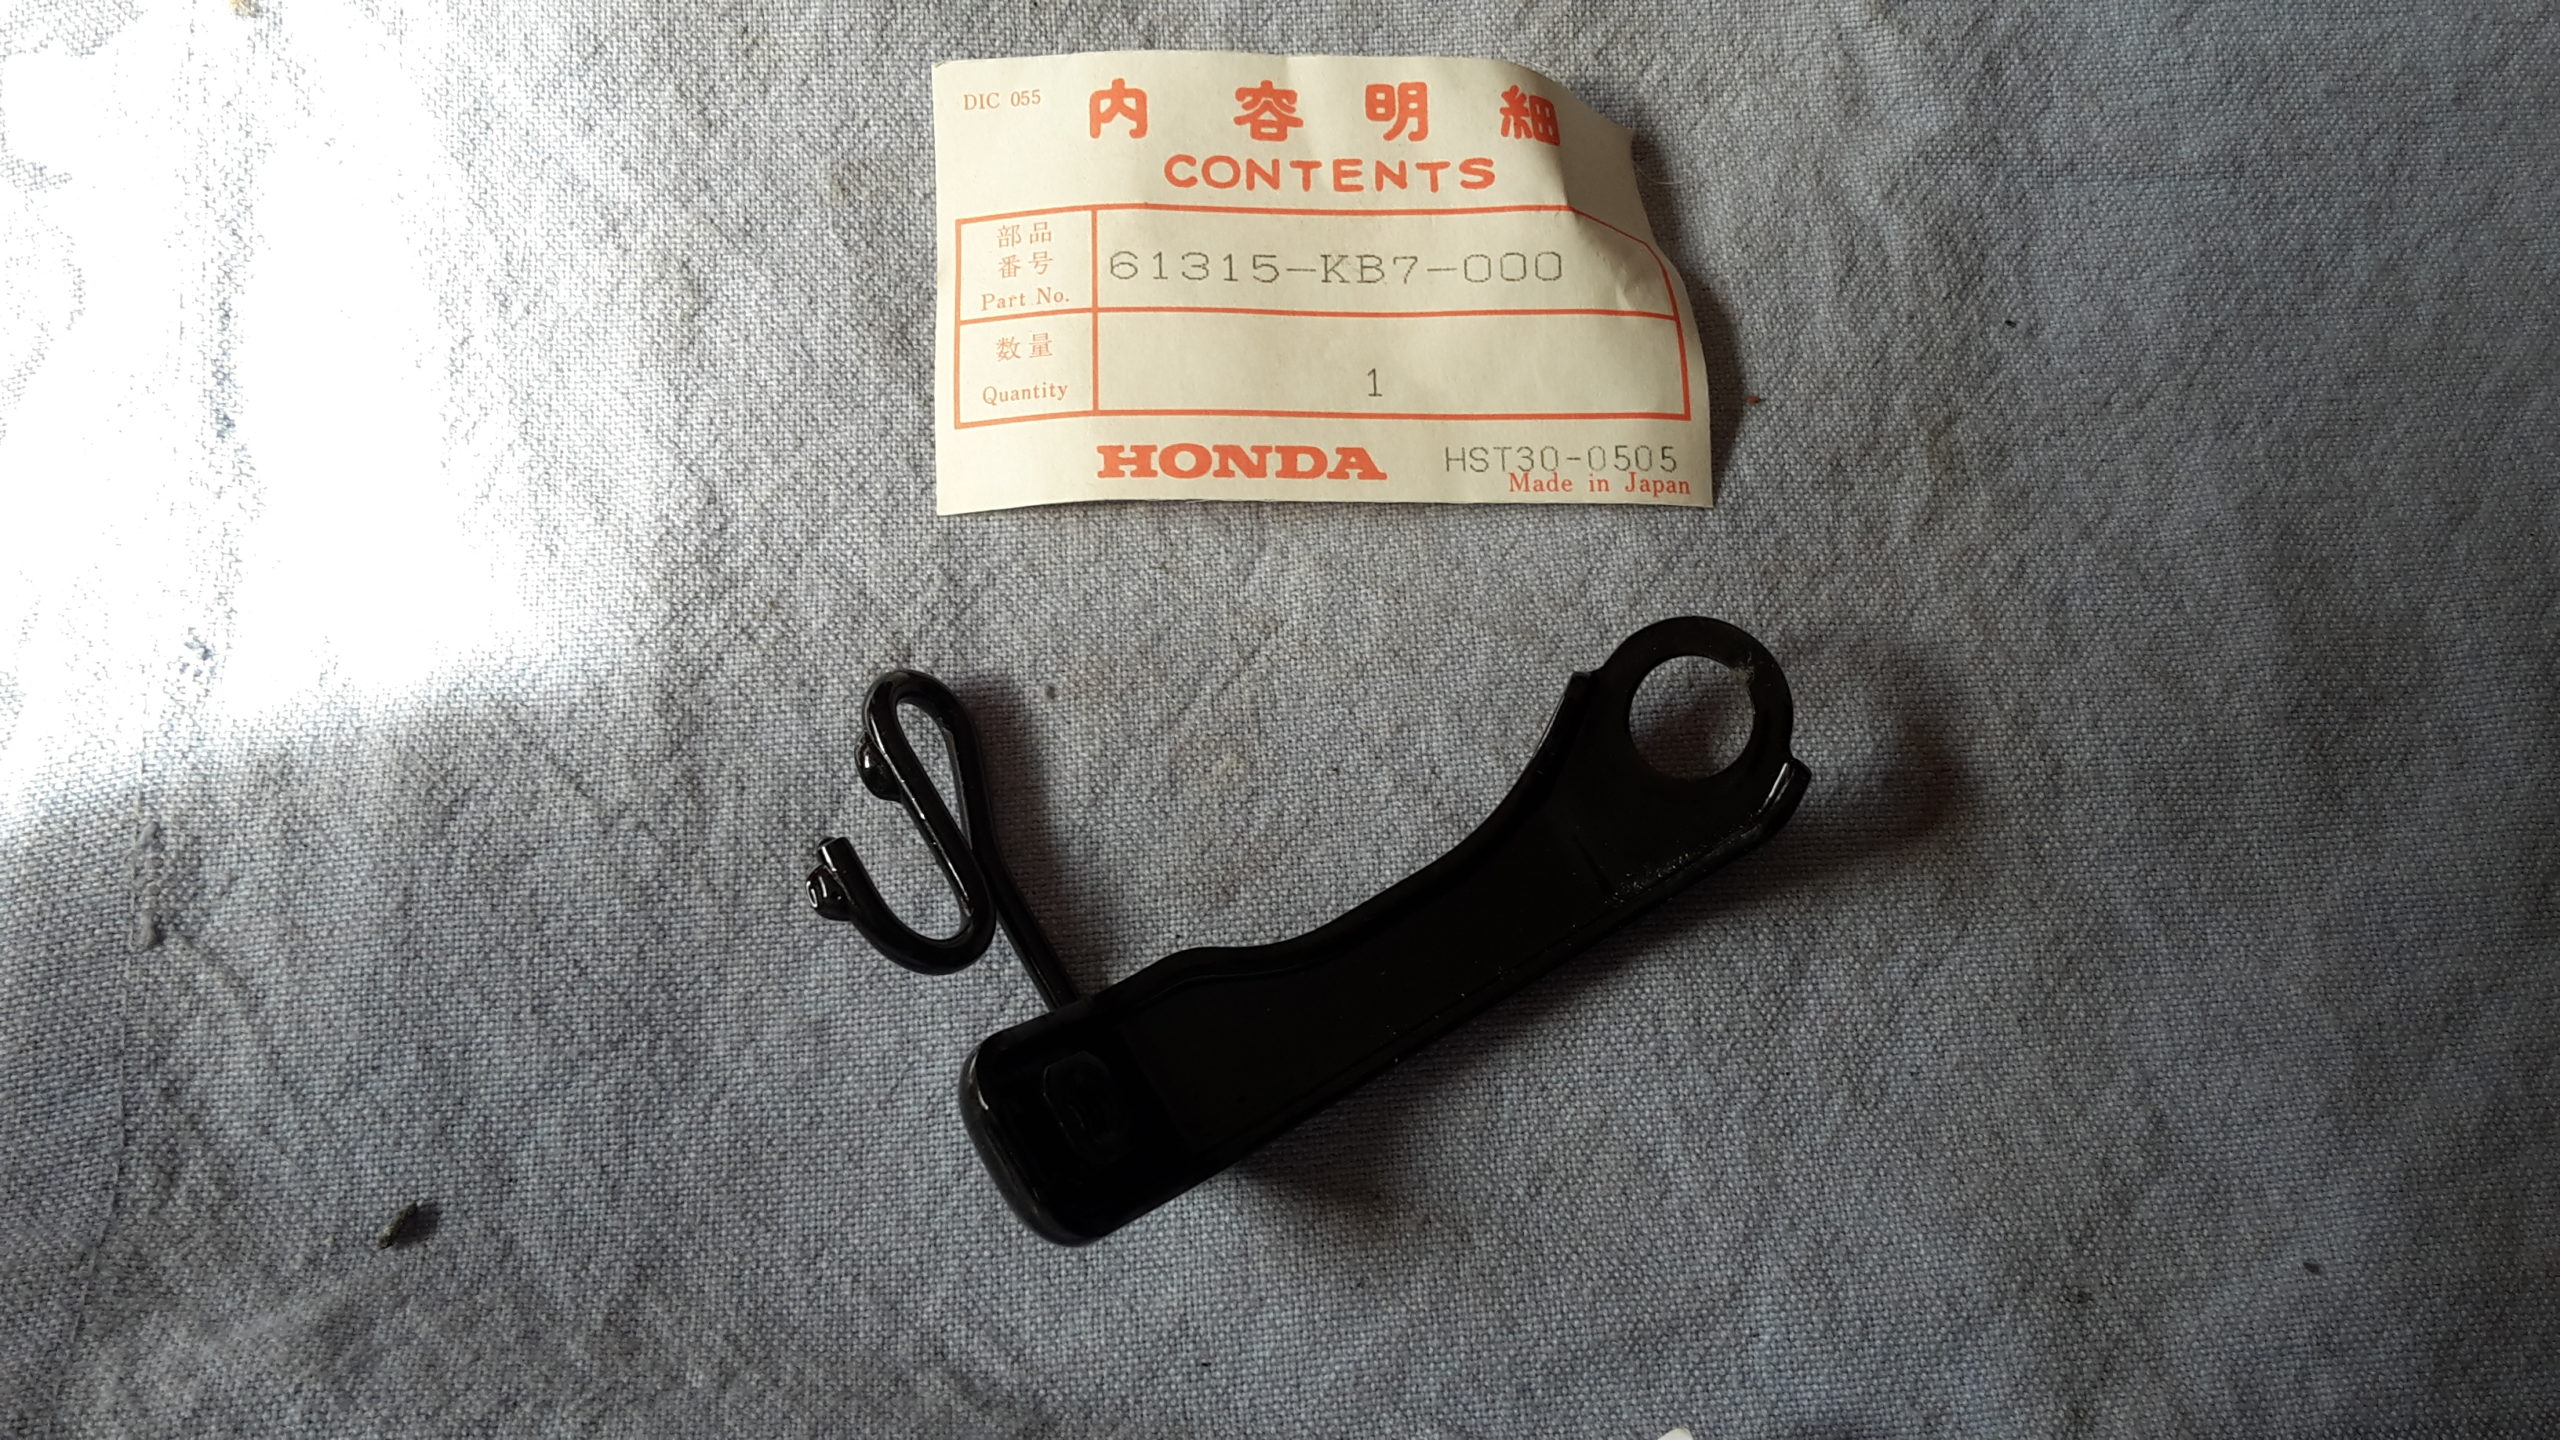 DIC 055
内容明細
CONTENTS
部品
番号
Part No.
61315-KB7-000
数量
Quantity
1
HONDA
HST30-0505
Made in Japan